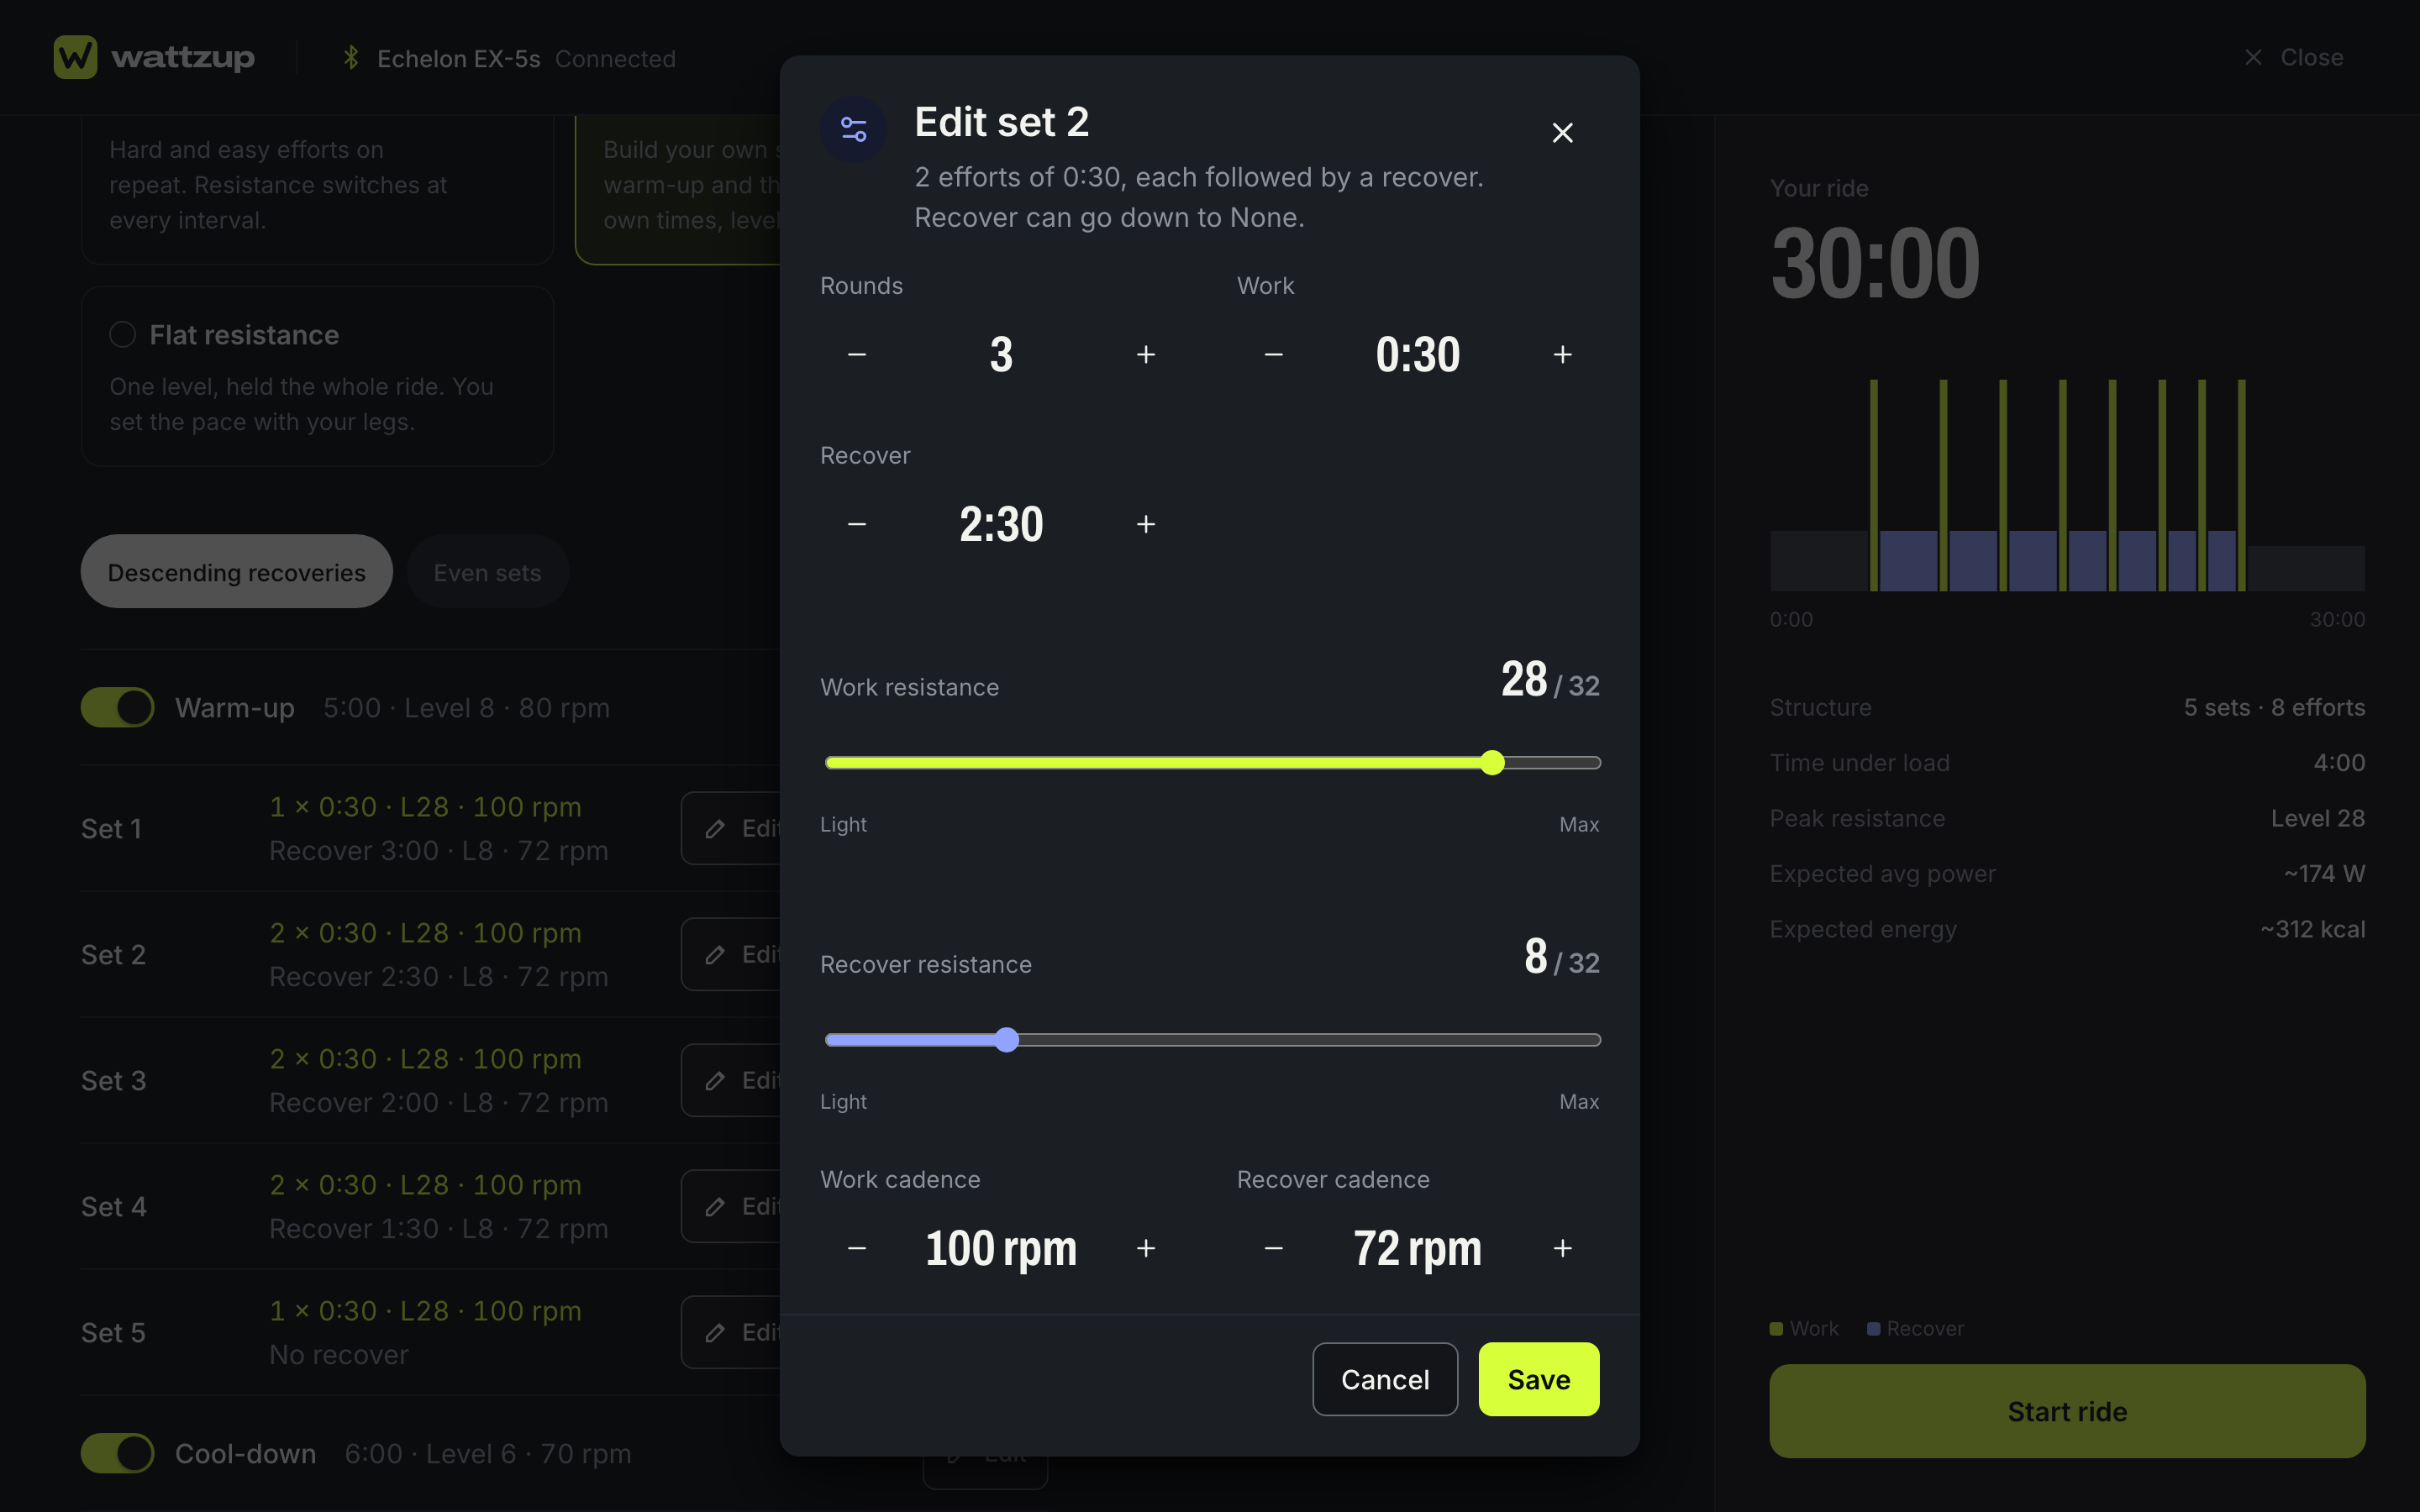 wattzup
Echelon EX-5s Connected
Close
Hard and easy efforts on
repeat. Resistance switches at
every interval.
Build your own
warm-up and
own times,
Flat resistance
One level, held the whole ride. You
set the pace with your legs.
Descending recoveries
Even sets
Warm-up 5:00 · Level 8 · 80 rpm
Set 1
1 × 0:30 · L28 · 100 rpm
Recover 3:00 · L8 · 72 rpm
Edit
Set 2
2 × 0:30 · L28 · 100 rpm
Recover 2:30 · L8 · 72 rpm
Edit
Set 3
2 × 0:30 · L28 · 100 rpm
Recover 2:00 · L8 · 72 rpm
Edit
Set 4
2 × 0:30 · L28 · 100 rpm
Recover 1:30 · L8 · 72 rpm
Edit
Set 5
1 × 0:30 · L28 · 100 rpm
No recover
Edit
Cool-down 6:00 · Level 6 · 70 rpm
Edit
Edit set 2
2 efforts of 0:30, each followed by a recover.
Recover can go down to None.
Rounds
− 3 +
Work
− 0:30 +
Recover
− 2:30 +
Work resistance
28 / 32
Light
Max
Recover resistance
8 / 32
Light
Max
Work cadence
− 100 rpm +
Recover cadence
− 72 rpm +
Cancel
Save
Your ride
30:00
0:00
30:00
Structure 5 sets · 8 efforts
Time under load 4:00
Peak resistance Level 28
Expected avg power ~174 W
Expected energy ~312 kcal
Work
Recover
Start ride